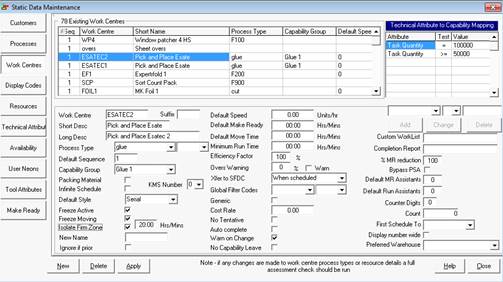 Static Data Maintenance
Customers
Processes
Work Centres
Display Codes
Resources
Technical Attribut
Availability
User Neons
Tool Attributes
Make Ready
78 Existing Work Centres
Seq Work Centre Short Name Process Type Capability Group Default Spee
1 WP4 Window patcher 4 HS F100
1 overs Sheet overs
1 ESATEC2 Pick and Place Esate glue Glue 1 0
1 ESATEC1 Pick and Place Esate glue Glue 1 0
1 EF1 Expertfold 1 F200 0
1 SCP Sort Count Pack F900
1 FOIL1 MK Foil 1 cut 0
Technical Attribute to Capability Mapping
Attribute Test Value
Task Quantity = 100000
Task Quantity >= 50000
Add Change Delete
Work Centre ESATEC2 Suffix
Short Desc Pick and Place Esate
Long Desc Pick and Place Esatec 2
Process Type glue
Default Sequence 1
Capability Group Glue 1
Packing Material
Infinite Schedule KMS Number 0
Default Style Serial
Freeze Active
Freeze Moving
Isolate Firm Zone 20:00 Hrs/Mins
New Name
Ignore if prior
Default Speed 0.00 Units/hr
Default Make Ready 00:00 Hrs/Mins
Default Move Time 00:00 Hrs/Mins
Minimum Run Time 00:00 Hrs/Mins
Efficiency Factor 100 %
Overs Warning 0 % Warn
Xfer to SFDC When scheduled
Global Filter Codes
Generic
Cost Rate 0.00
No Tentative
Auto complete
Warn on Change
No Capability Leave
Custom WorkList
Completion Report
% MR reduction 100
Bypass PSA
Default MR Assistants
Default Run Assistants
Counter Digits 0
Count 0
First Schedule To
Display number wide
Preferred Warehouse
New Delete Apply
Note - if any changes are made to work centre process types or resource details a full assessment check should be run
Help Close